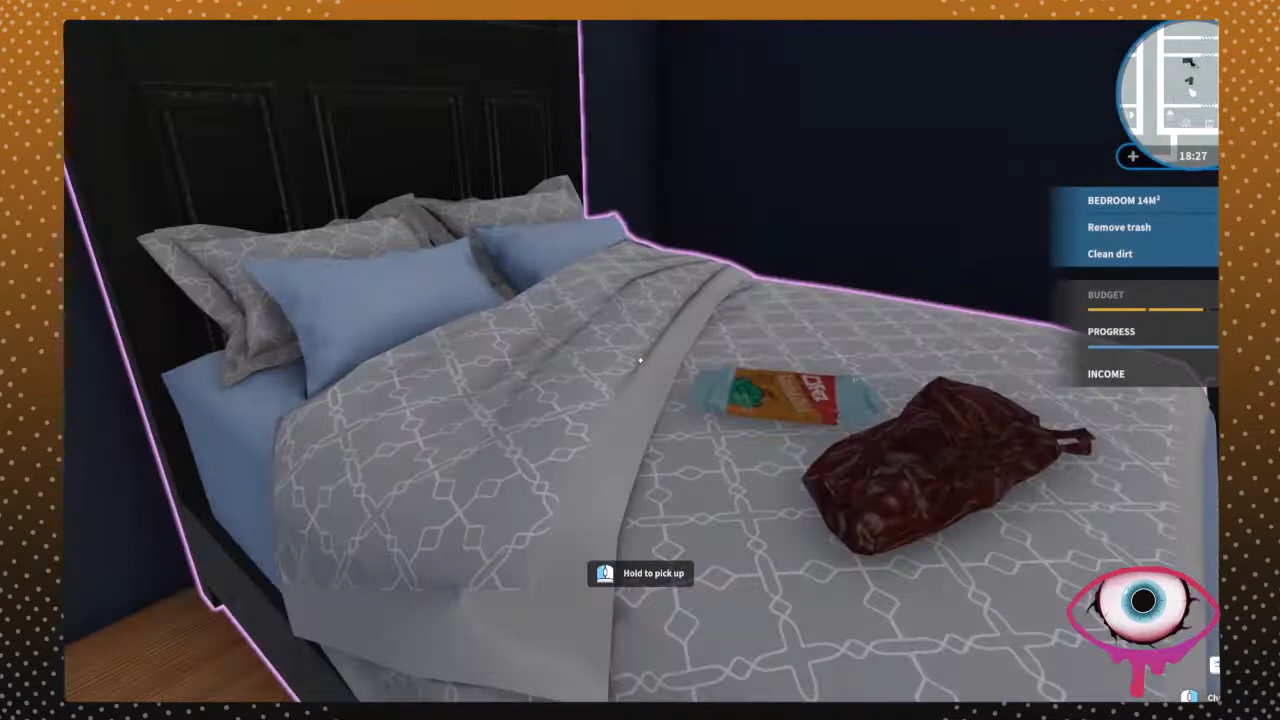 18:27
BEDROOM 14M²
Remove trash
Clean dirt
BUDGET
PROGRESS
INCOME
Hold to pick up